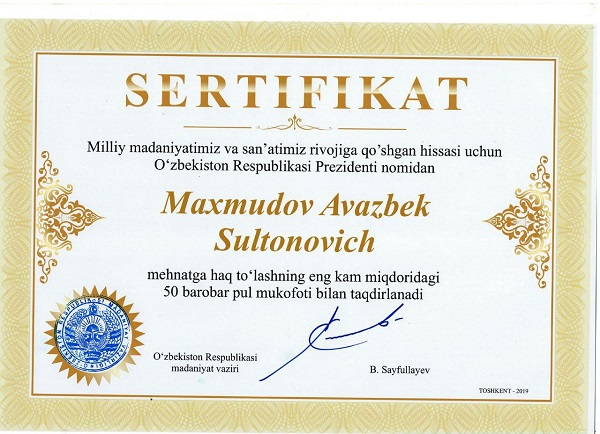 SERTIFIKAT
Milliy madaniyatimiz va san'atimiz rivojiga qo'shgan hissasi uchun
O'zbekiston Respublikasi Prezidenti nomidan
Maxmudov Avazbek
Sultonovich
mehnatga haq to'lashning eng kam miqdoridagi
50 barobar pul mukofoti bilan taqdirlanadi
O'zbekiston Respublikasi
madaniyat vaziri
B. Sayfullayev
TOSHKENT - 2019